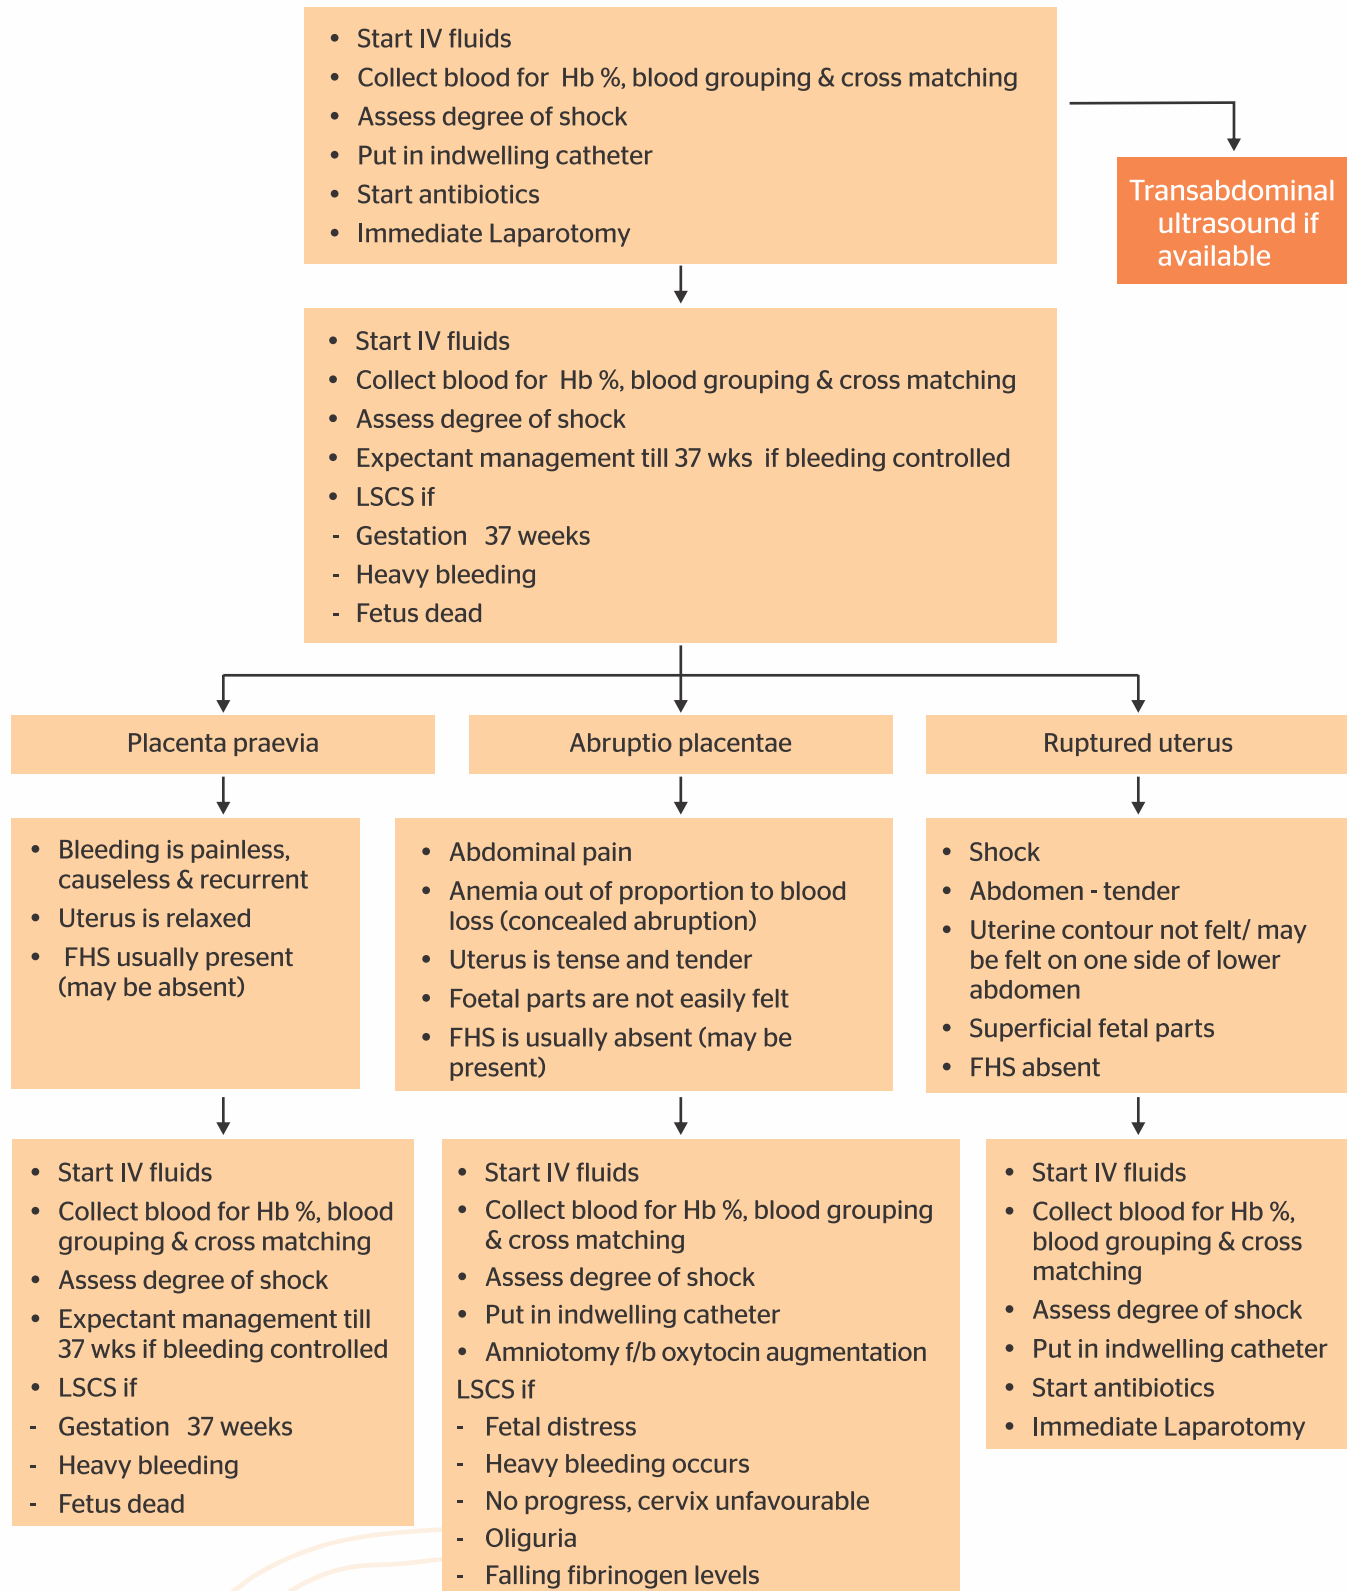 • Start IV fluids
• Collect blood for Hb %, blood grouping & cross matching
• Assess degree of shock
• Put in indwelling catheter
• Start antibiotics
• Immediate Laparotomy
Transabdominal
ultrasound if
available
• Start IV fluids
• Collect blood for Hb %, blood grouping & cross matching
• Assess degree of shock
• Expectant management till 37 wks if bleeding controlled
• LSCS if
- Gestation 37 weeks
- Heavy bleeding
- Fetus dead
Placenta praevia
Abruptio placentae
Ruptured uterus
• Bleeding is painless,
causeless & recurrent
• Uterus is relaxed
• FHS usually present
(may be absent)
• Abdominal pain
• Anemia out of proportion to blood
loss (concealed abruption)
• Uterus is tense and tender
• Foetal parts are not easily felt
• FHS is usually absent (may be
present)
• Shock
• Abdomen - tender
• Uterine contour not felt/ may
be felt on one side of lower
abdomen
• Superficial fetal parts
• FHS absent
• Start IV fluids
• Collect blood for Hb %, blood
grouping & cross matching
• Assess degree of shock
• Expectant management till
37 wks if bleeding controlled
• LSCS if
- Gestation 37 weeks
- Heavy bleeding
- Fetus dead
• Start IV fluids
• Collect blood for Hb %, blood grouping
& cross matching
• Assess degree of shock
• Put in indwelling catheter
• Amniotomy f/b oxytocin augmentation
LSCS if
- Fetal distress
- Heavy bleeding occurs
- No progress, cervix unfavourable
- Oliguria
- Falling fibrinogen levels
• Start IV fluids
• Collect blood for Hb %,
blood grouping & cross
matching
• Assess degree of shock
• Put in indwelling catheter
• Start antibiotics
• Immediate Laparotomy